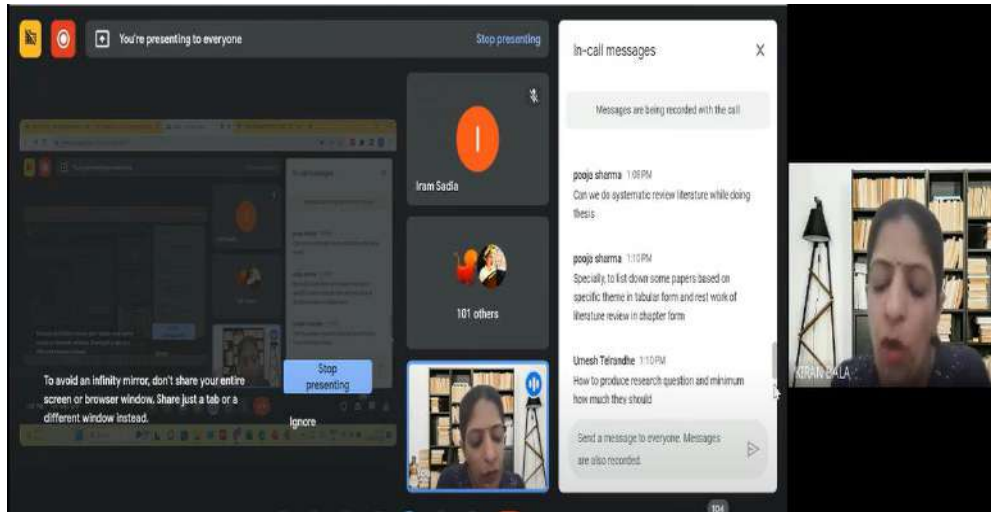 You're presenting to everyone
Stop presenting
Iram Sadia
101 others
To avoid an infinity mirror, don't share your entire
screen or browser window. Share just a tab or a
different window instead.
Stop
presenting
Ignore
In-call messages
Messages are being recorded with the call
pooja sharma 1:08 PM
Can we do systematic review literature while doing
thesis
pooja sharma 1:10 PM
Specially, to list down some papers based on
specific theme in tabular form and rest work of
literature review in chapter form
Umesh Telrandhe 1:10 PM
How to produce research question and minimum
how much they should
Send a message to everyone. Messages
are also recorded.
104
KIRAN BALA